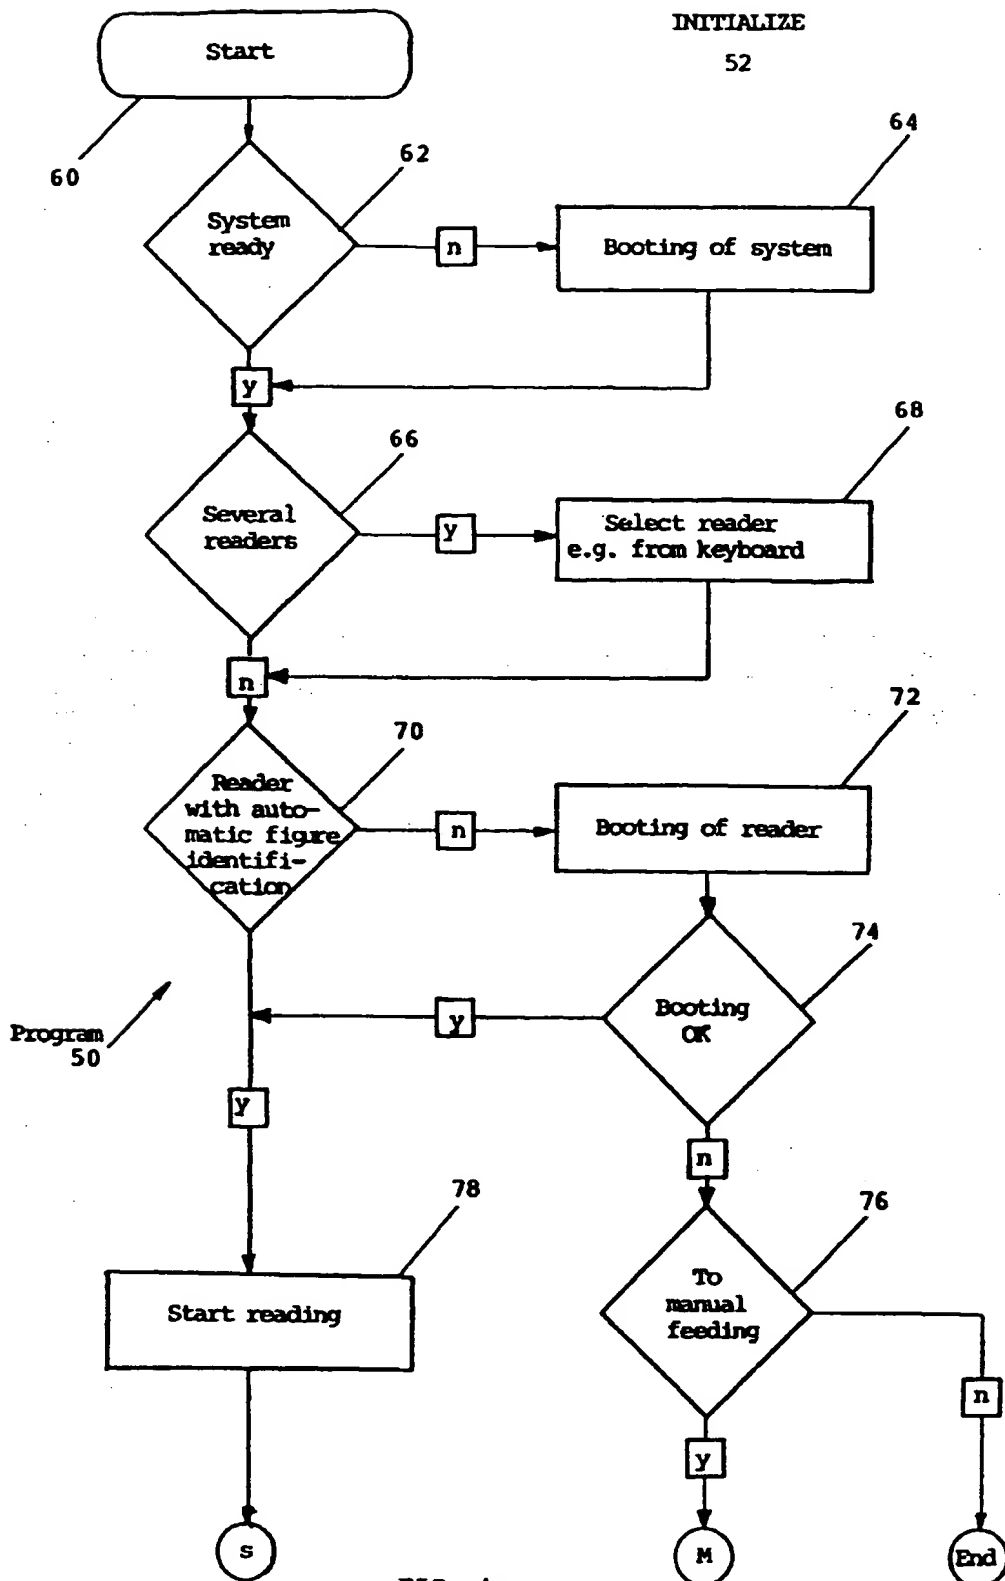 INITIALIZE
52
Start
60
62
System
ready
n
64
Booting of system
y
66
Several
readers
y
68
Select reader
e.g. from keyboard
n
70
Reader
with auto-
matic figure
identifi-
cation
n
72
Booting of reader
74
Booting
OK
y
Program
50
y
n
78
Start reading
76
To
manual
feeding
n
y
s
M
End